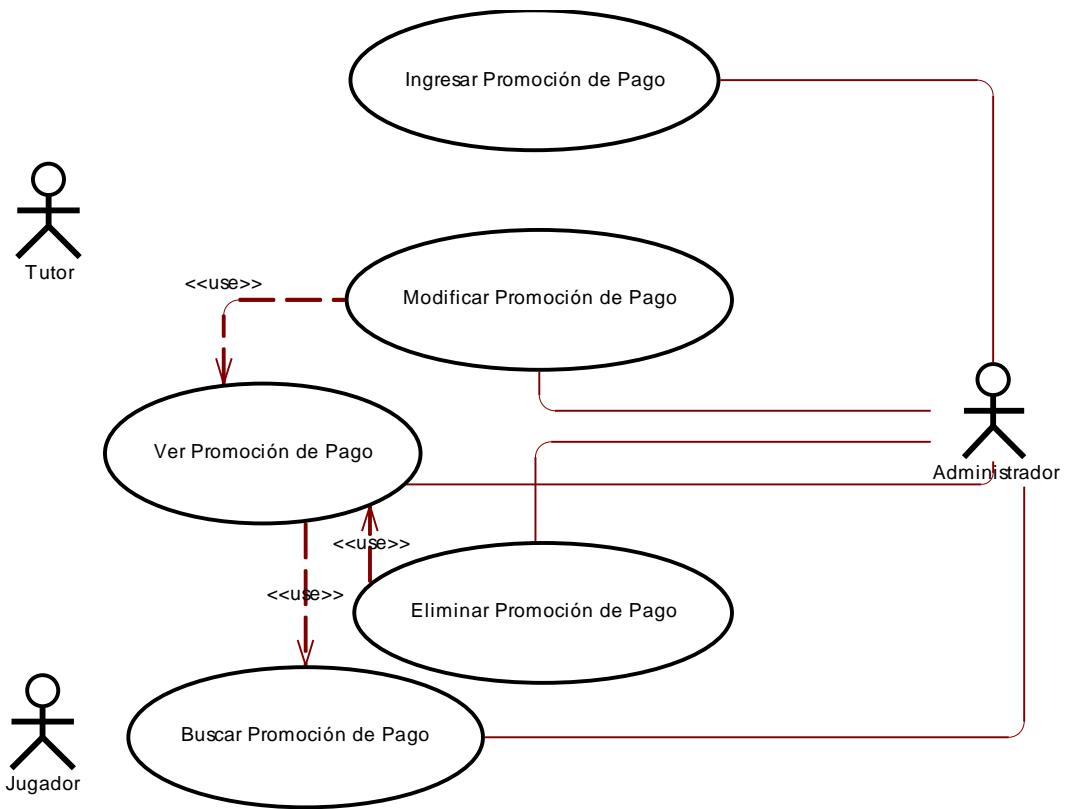 Ingresar Promoción de Pago
Tutor
<<use>>
Modificar Promoción de Pago
Ver Promoción de Pago
Administrador
<<use>>
<<use>>
Eliminar Promoción de Pago
Buscar Promoción de Pago
Jugador